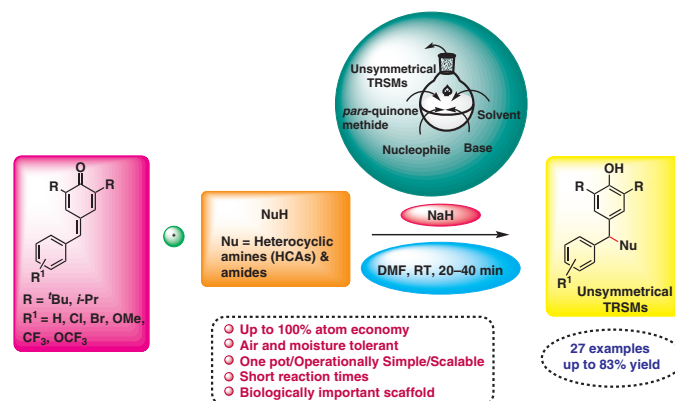 Unsymmetrical
TRSMs
para-quinone
methide
Solvent
Nucleophile
Base
O
R R
R¹
R = ᵗBu, i-Pr
R¹ = H, Cl, Br, OMe,
CF₃, OCF₃
+
NuH
Nu = Heterocyclic
amines (HCAs) &
amides
NaH
DMF, RT, 20–40 min
OH
R R
Nu
R¹
Unsymmetrical
TRSMs
Up to 100% atom economy
Air and moisture tolerant
One pot/Operationally Simple/Scalable
Short reaction times
Biologically important scaffold
27 examples
up to 83% yield